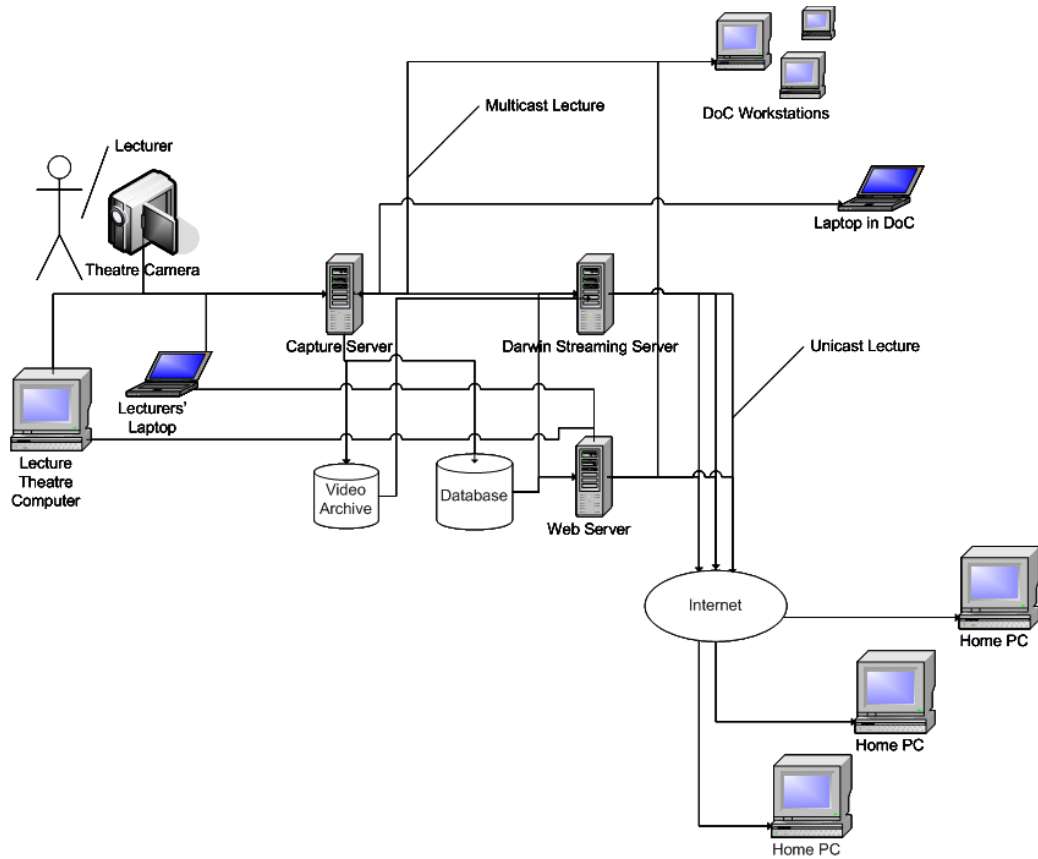 DoC Workstations
Multicast Lecture
Lecturer
Laptop in DoC
Theatre Camera
Capture Server
Darwin Streaming Server
Unicast Lecture
Lecturers'
Laptop
Lecture
Theatre
Computer
Video
Archive
Database
Web Server
Internet
Home PC
Home PC
Home PC